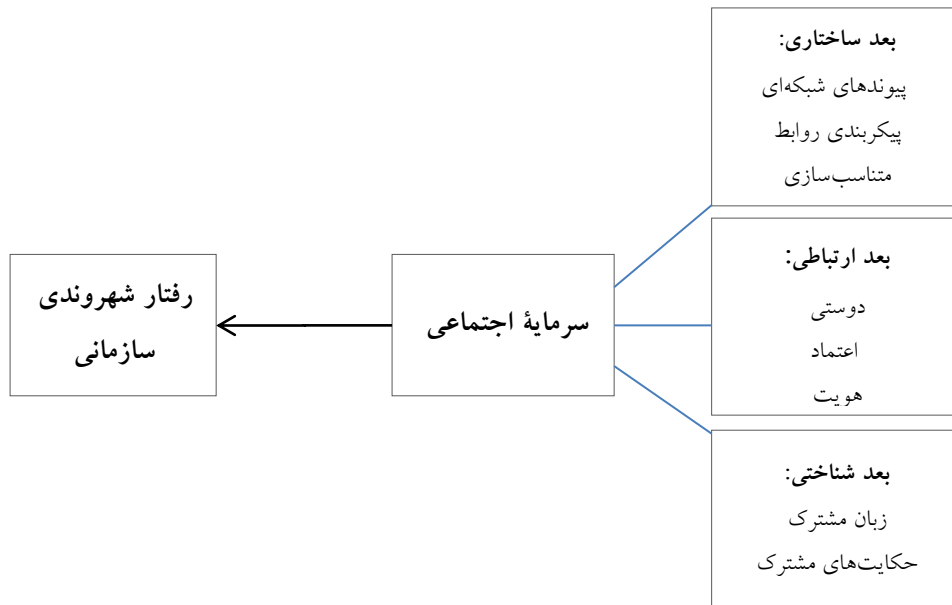 بعد ساختاری:
پیوندهای شبکه‌ای
پیکربندی روابط
متناسب‌سازی
بعد ارتباطی:
دوستی
اعتماد
هویت
بعد شناختی:
زبان مشترک
حکایت‌های مشترک
سرمایهٔ اجتماعی
رفتار شهروندی
سازمانی